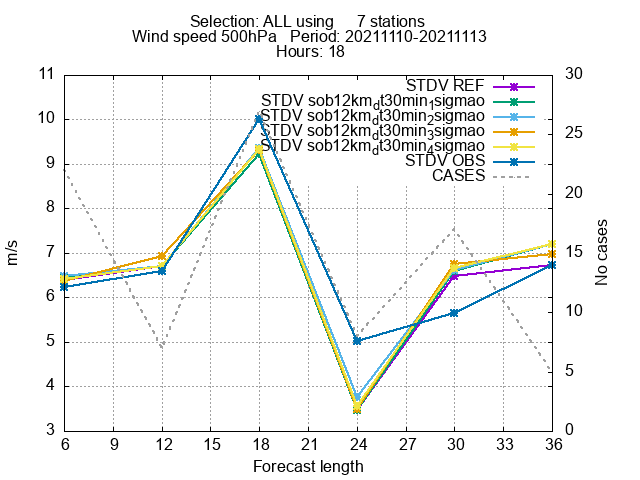 Selection: ALL using 7 stations
Wind speed 500hPa Period: 20211110-20211113
Hours: 18
11
10
9
8
7
6
5
4
3
m/s
30
25
20
15
10
5
0
No cases
STDV REF
STDV sob12km_dt30min_1sigmao
STDV sob12km_dt30min_2sigmao
STDV sob12km_dt30min_3sigmao
STDV sob12km_dt30min_4sigmao
STDV OBS
CASES
6 9 12 15 18 21 24 27 30 33 36
Forecast length